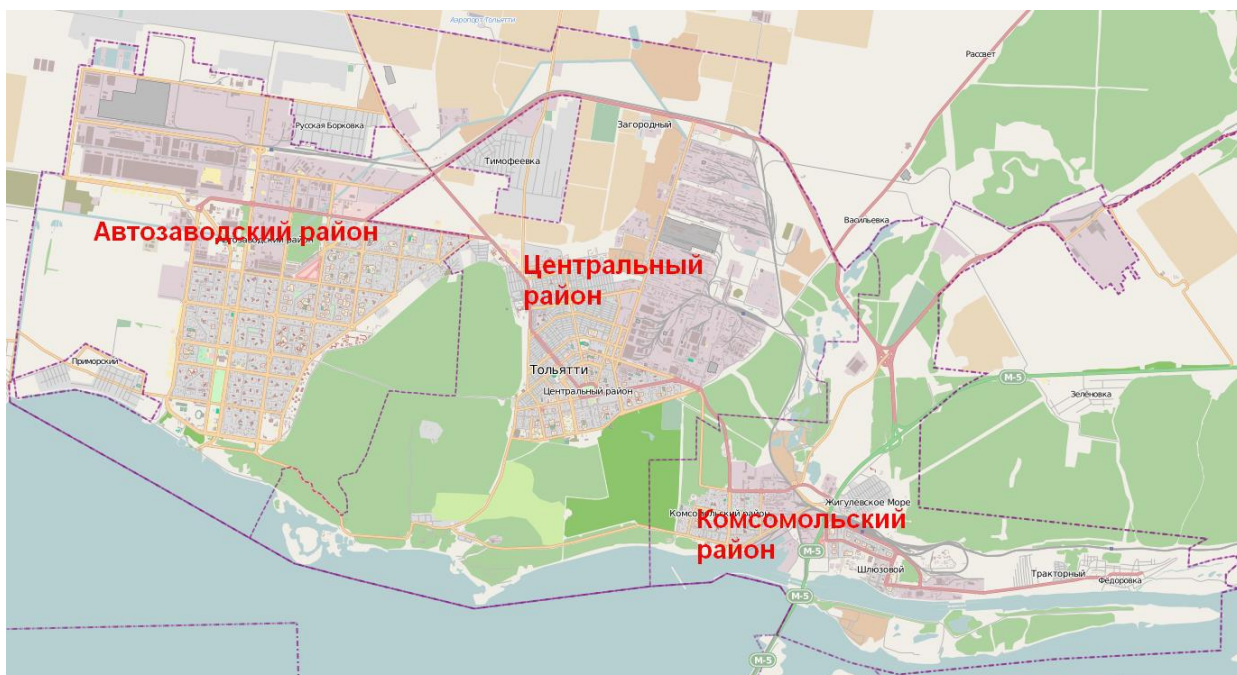 Аэропорт Тольятти
Рассвет
Русская Борковка
Загородный
Тимофеевка
Васильевка
Автозаводский район
Автозаводский район
Центральный
район
Приморский
Тольятти
М-5
Центральный район
Зелёновка
Жигулевское Море
Комсомольский район
Комсомольский
район
М-5
Шлюзовой
Тракторный
Федоровка
М-5
М-5